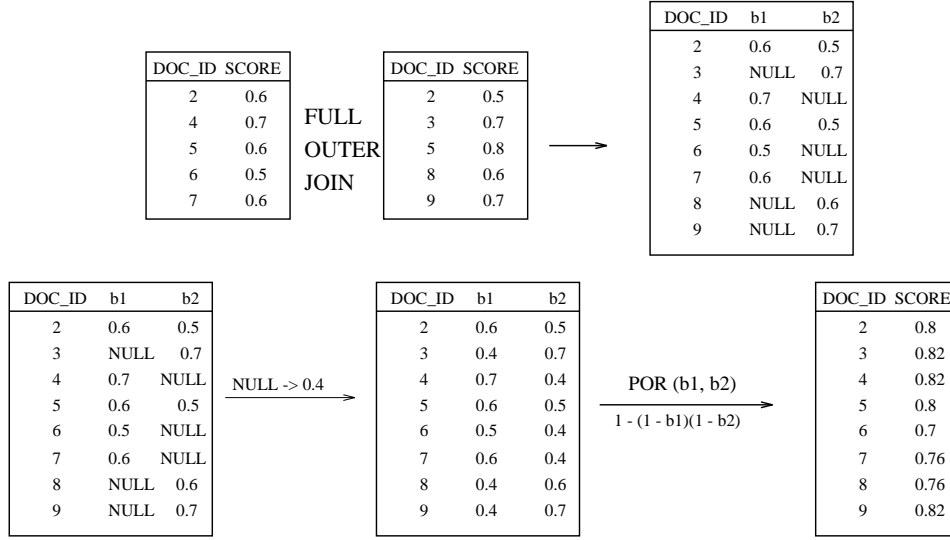 DOC_ID SCORE
2 0.6
4 0.7
5 0.6
6 0.5
7 0.6
FULL
OUTER
JOIN
DOC_ID SCORE
2 0.5
3 0.7
5 0.8
8 0.6
9 0.7
DOC_ID b1 b2
2 0.6 0.5
3 NULL 0.7
4 0.7 NULL
5 0.6 0.5
6 0.5 NULL
7 0.6 NULL
8 NULL 0.6
9 NULL 0.7
DOC_ID b1 b2
2 0.6 0.5
3 NULL 0.7
4 0.7 NULL
5 0.6 0.5
6 0.5 NULL
7 0.6 NULL
8 NULL 0.6
9 NULL 0.7
NULL -> 0.4
DOC_ID b1 b2
2 0.6 0.5
3 0.4 0.7
4 0.7 0.4
5 0.6 0.5
6 0.5 0.4
7 0.6 0.4
8 0.4 0.6
9 0.4 0.7
POR (b1, b2)
1 - (1 - b1)(1 - b2)
DOC_ID SCORE
2 0.8
3 0.82
4 0.82
5 0.8
6 0.7
7 0.76
8 0.76
9 0.82